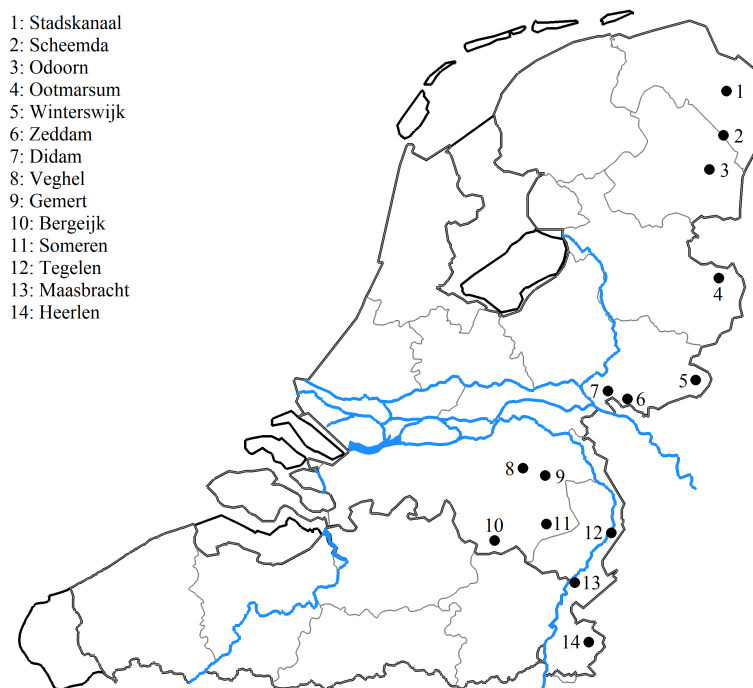 1: Stadskanaal
2: Scheemda
3: Odoorn
4: Ootmarsum
5: Winterswijk
6: Zeddam
7: Didam
8: Veghel
9: Gemert
10: Bergeijk
11: Someren
12: Tegelen
13: Maasbracht
14: Heerlen
1
2
3
4
5
7
6
8
9
10
11
12
13
14